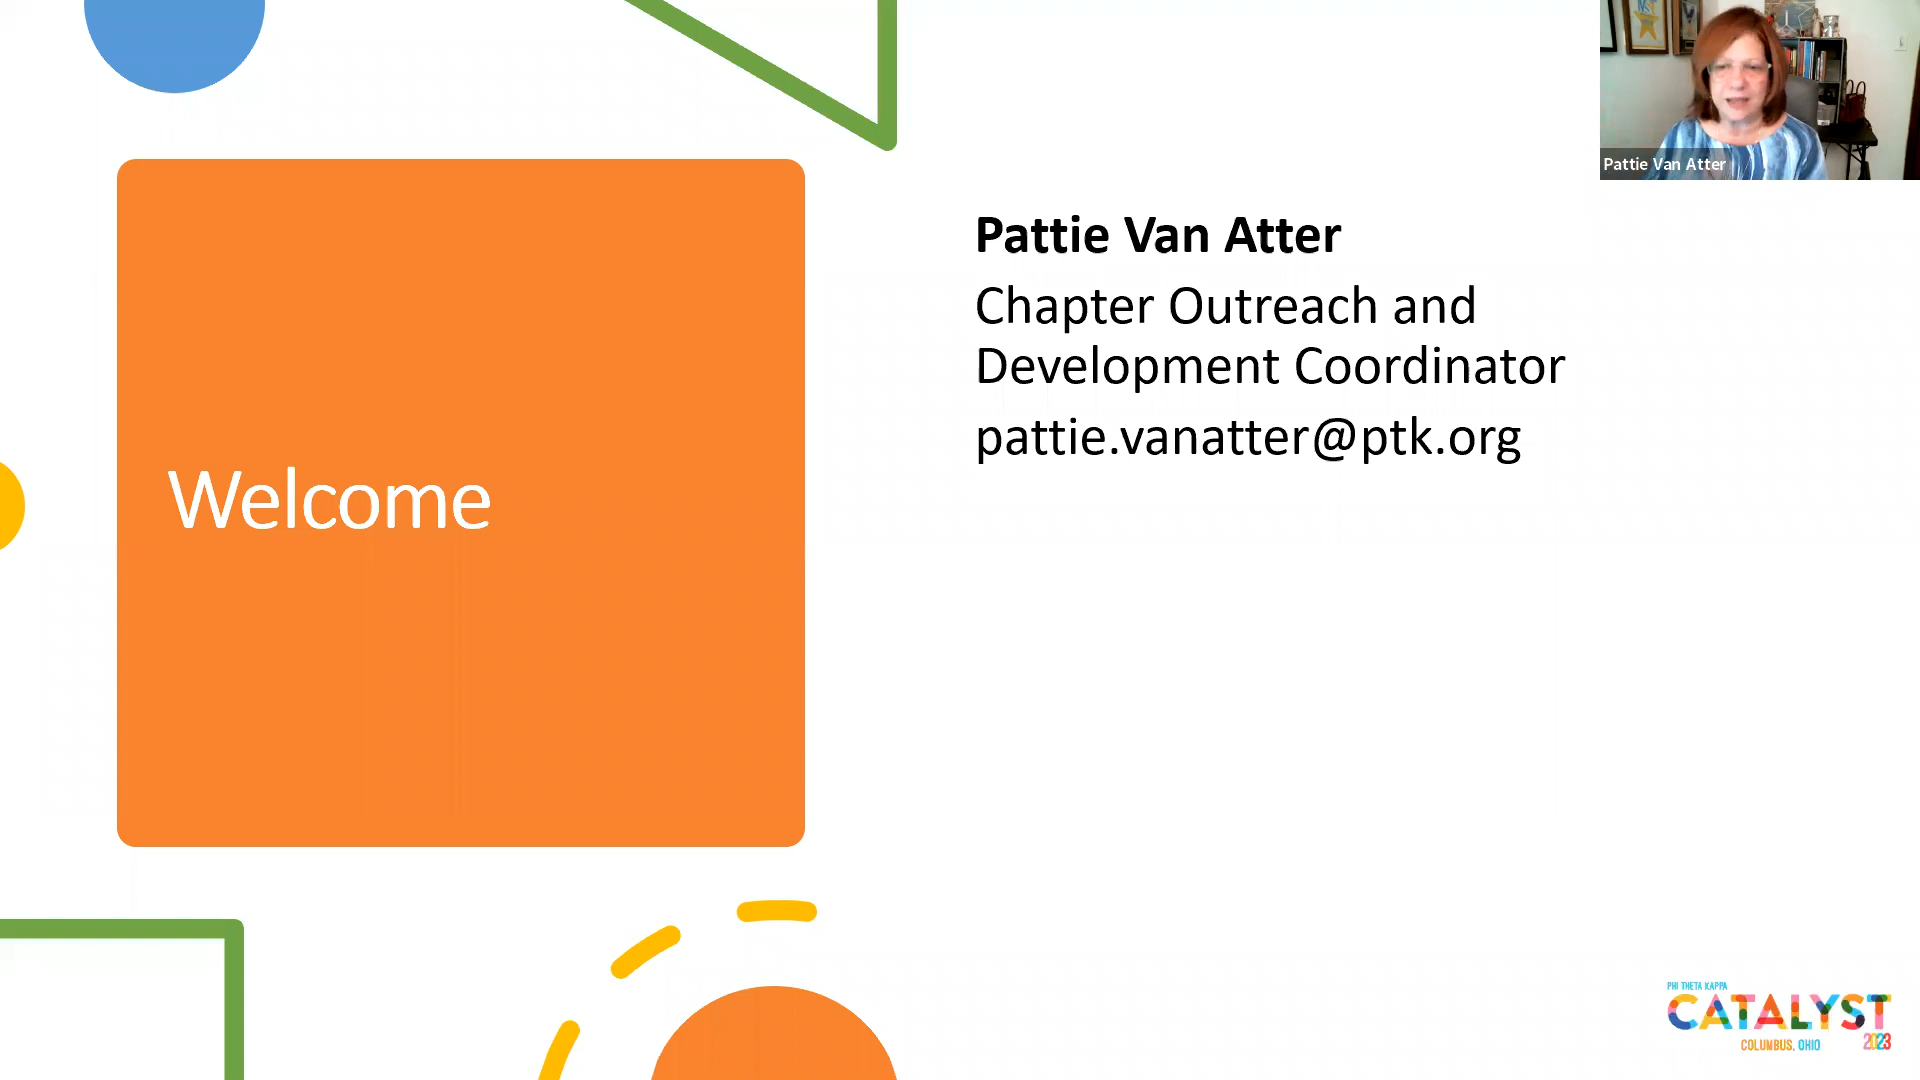 Welcome
Pattie Van Atter
Chapter Outreach and
Development Coordinator
pattie.vanatter@ptk.org
Pattie Van Atter
PHI THETA KAPPA
CATALYST
COLUMBUS, OHIO 2023